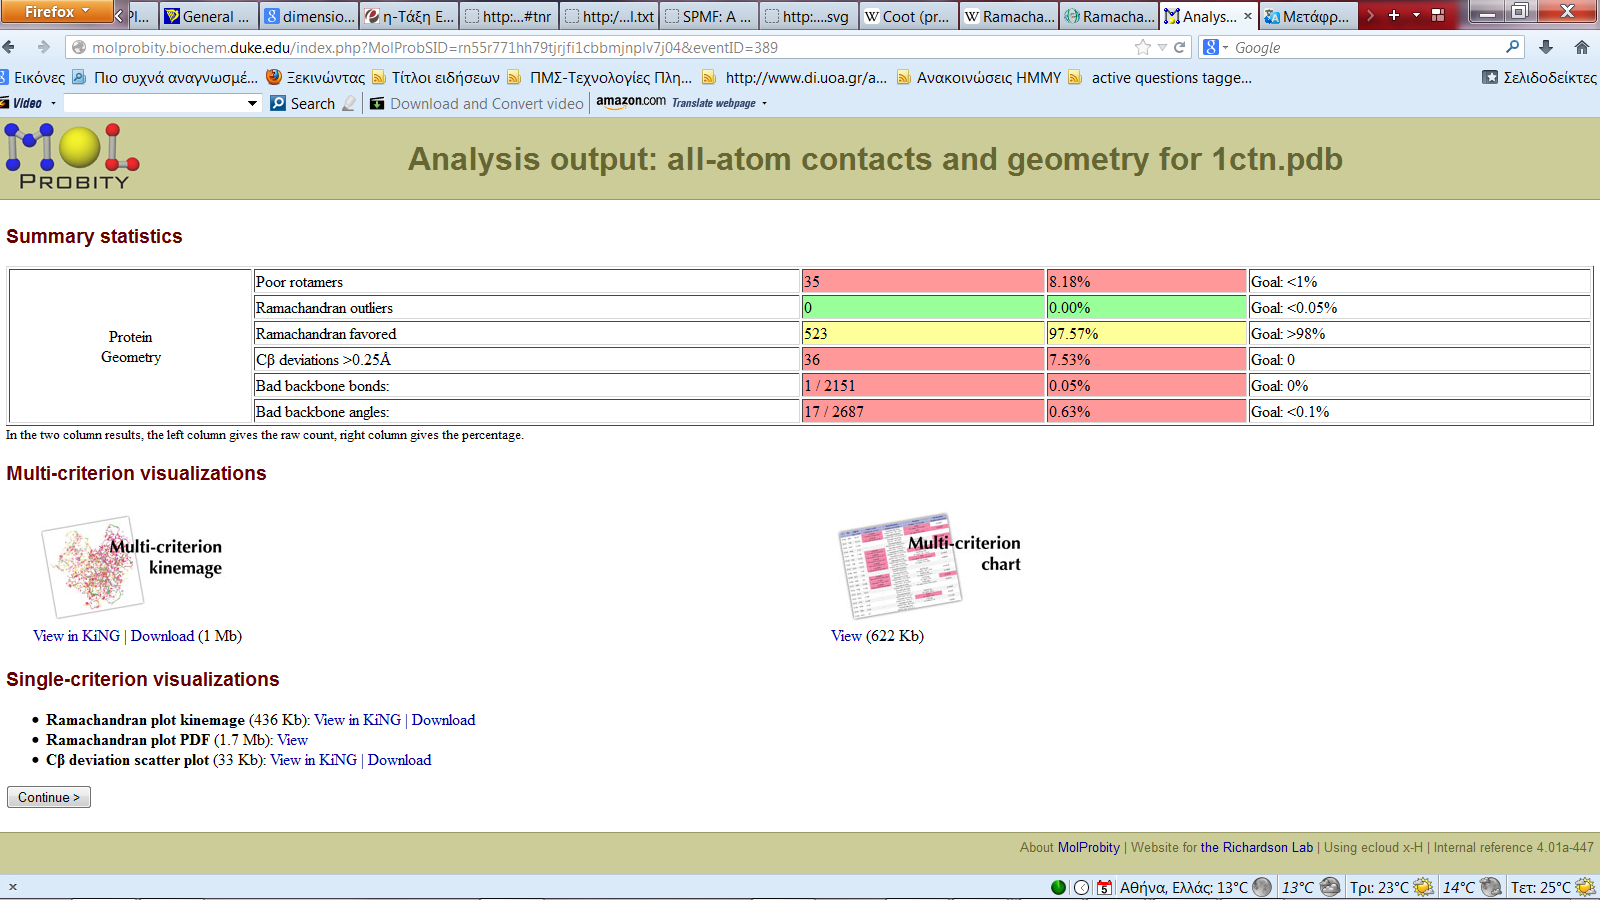 Firefox
Pl...
General ...
dimensio...
η-Τάξη Ε...
http:...#tnr
http:/...l.txt
SPMF: A ...
http:....svg
Coot (pr...
Ramacha...
Ramacha...
Analys...
Μετάφρ...
molprobity.biochem.duke.edu/index.php?MolProbSID=rn55r771hh79tjrjfi1cbbmjnplv7j04&eventID=389
Google
Εικόνες
Πιο συχνά αναγνωσμέ...
Ξεκινώντας
Τίτλοι ειδήσεων
ΠΜΣ-Τεχνολογίες Πλη...
http://www.di.uoa.gr/a...
Ανακοινώσεις ΗΜΜΥ
active questions tagge...
Σελιδοδείκτες
Video
Search
Download and Convert video
amazon.com
Translate webpage
MOL
PROBITY
Analysis output: all-atom contacts and geometry for 1ctn.pdb
Summary statistics
Protein
Geometry
Poor rotamers 35 8.18% Goal: <1%
Ramachandran outliers 0 0.00% Goal: <0.05%
Ramachandran favored 523 97.57% Goal: >98%
Cβ deviations >0.25Å 36 7.53% Goal: 0
Bad backbone bonds: 1 / 2151 0.05% Goal: 0%
Bad backbone angles: 17 / 2687 0.63% Goal: <0.1%
In the two column results, the left column gives the raw count, right column gives the percentage.
Multi-criterion visualizations
Multi-criterion
kinemage
View in KiNG | Download (1 Mb)
Multi-criterion
chart
View (622 Kb)
Single-criterion visualizations
• Ramachandran plot kinemage (436 Kb): View in KiNG | Download
• Ramachandran plot PDF (1.7 Mb): View
• Cβ deviation scatter plot (33 Kb): View in KiNG | Download
Continue >
About MolProbity | Website for the Richardson Lab | Using ecloud x-H | Internal reference 4.01a-447
5
Αθήνα, Ελλάς: 13°C
13°C
Τρι: 23°C
14°C
Τετ: 25°C